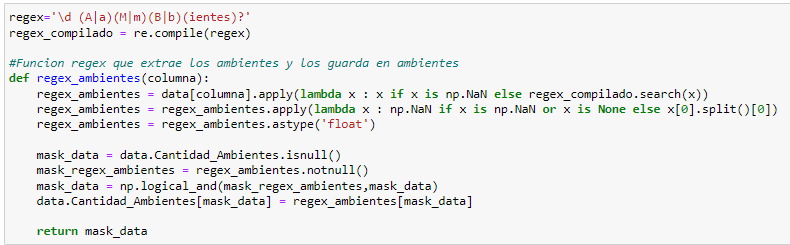 regex='\d (A|a)(M|m)(B|b)(ientes)?'
regex_compilado = re.compile(regex)

#Funcion regex que extrae los ambientes y los guarda en ambientes
def regex_ambientes(columna):
    regex_ambientes = data[columna].apply(lambda x : x if x is np.NaN else regex_compilado.search(x))
    regex_ambientes = regex_ambientes.apply(lambda x : np.NaN if x is np.NaN or x is None else x[0].split()[0])
    regex_ambientes = regex_ambientes.astype('float')

    mask_data = data.Cantidad_Ambientes.isnull()
    mask_regex_ambientes = regex_ambientes.notnull()
    mask_data = np.logical_and(mask_regex_ambientes,mask_data)
    data.Cantidad_Ambientes[mask_data] = regex_ambientes[mask_data]

    return mask_data